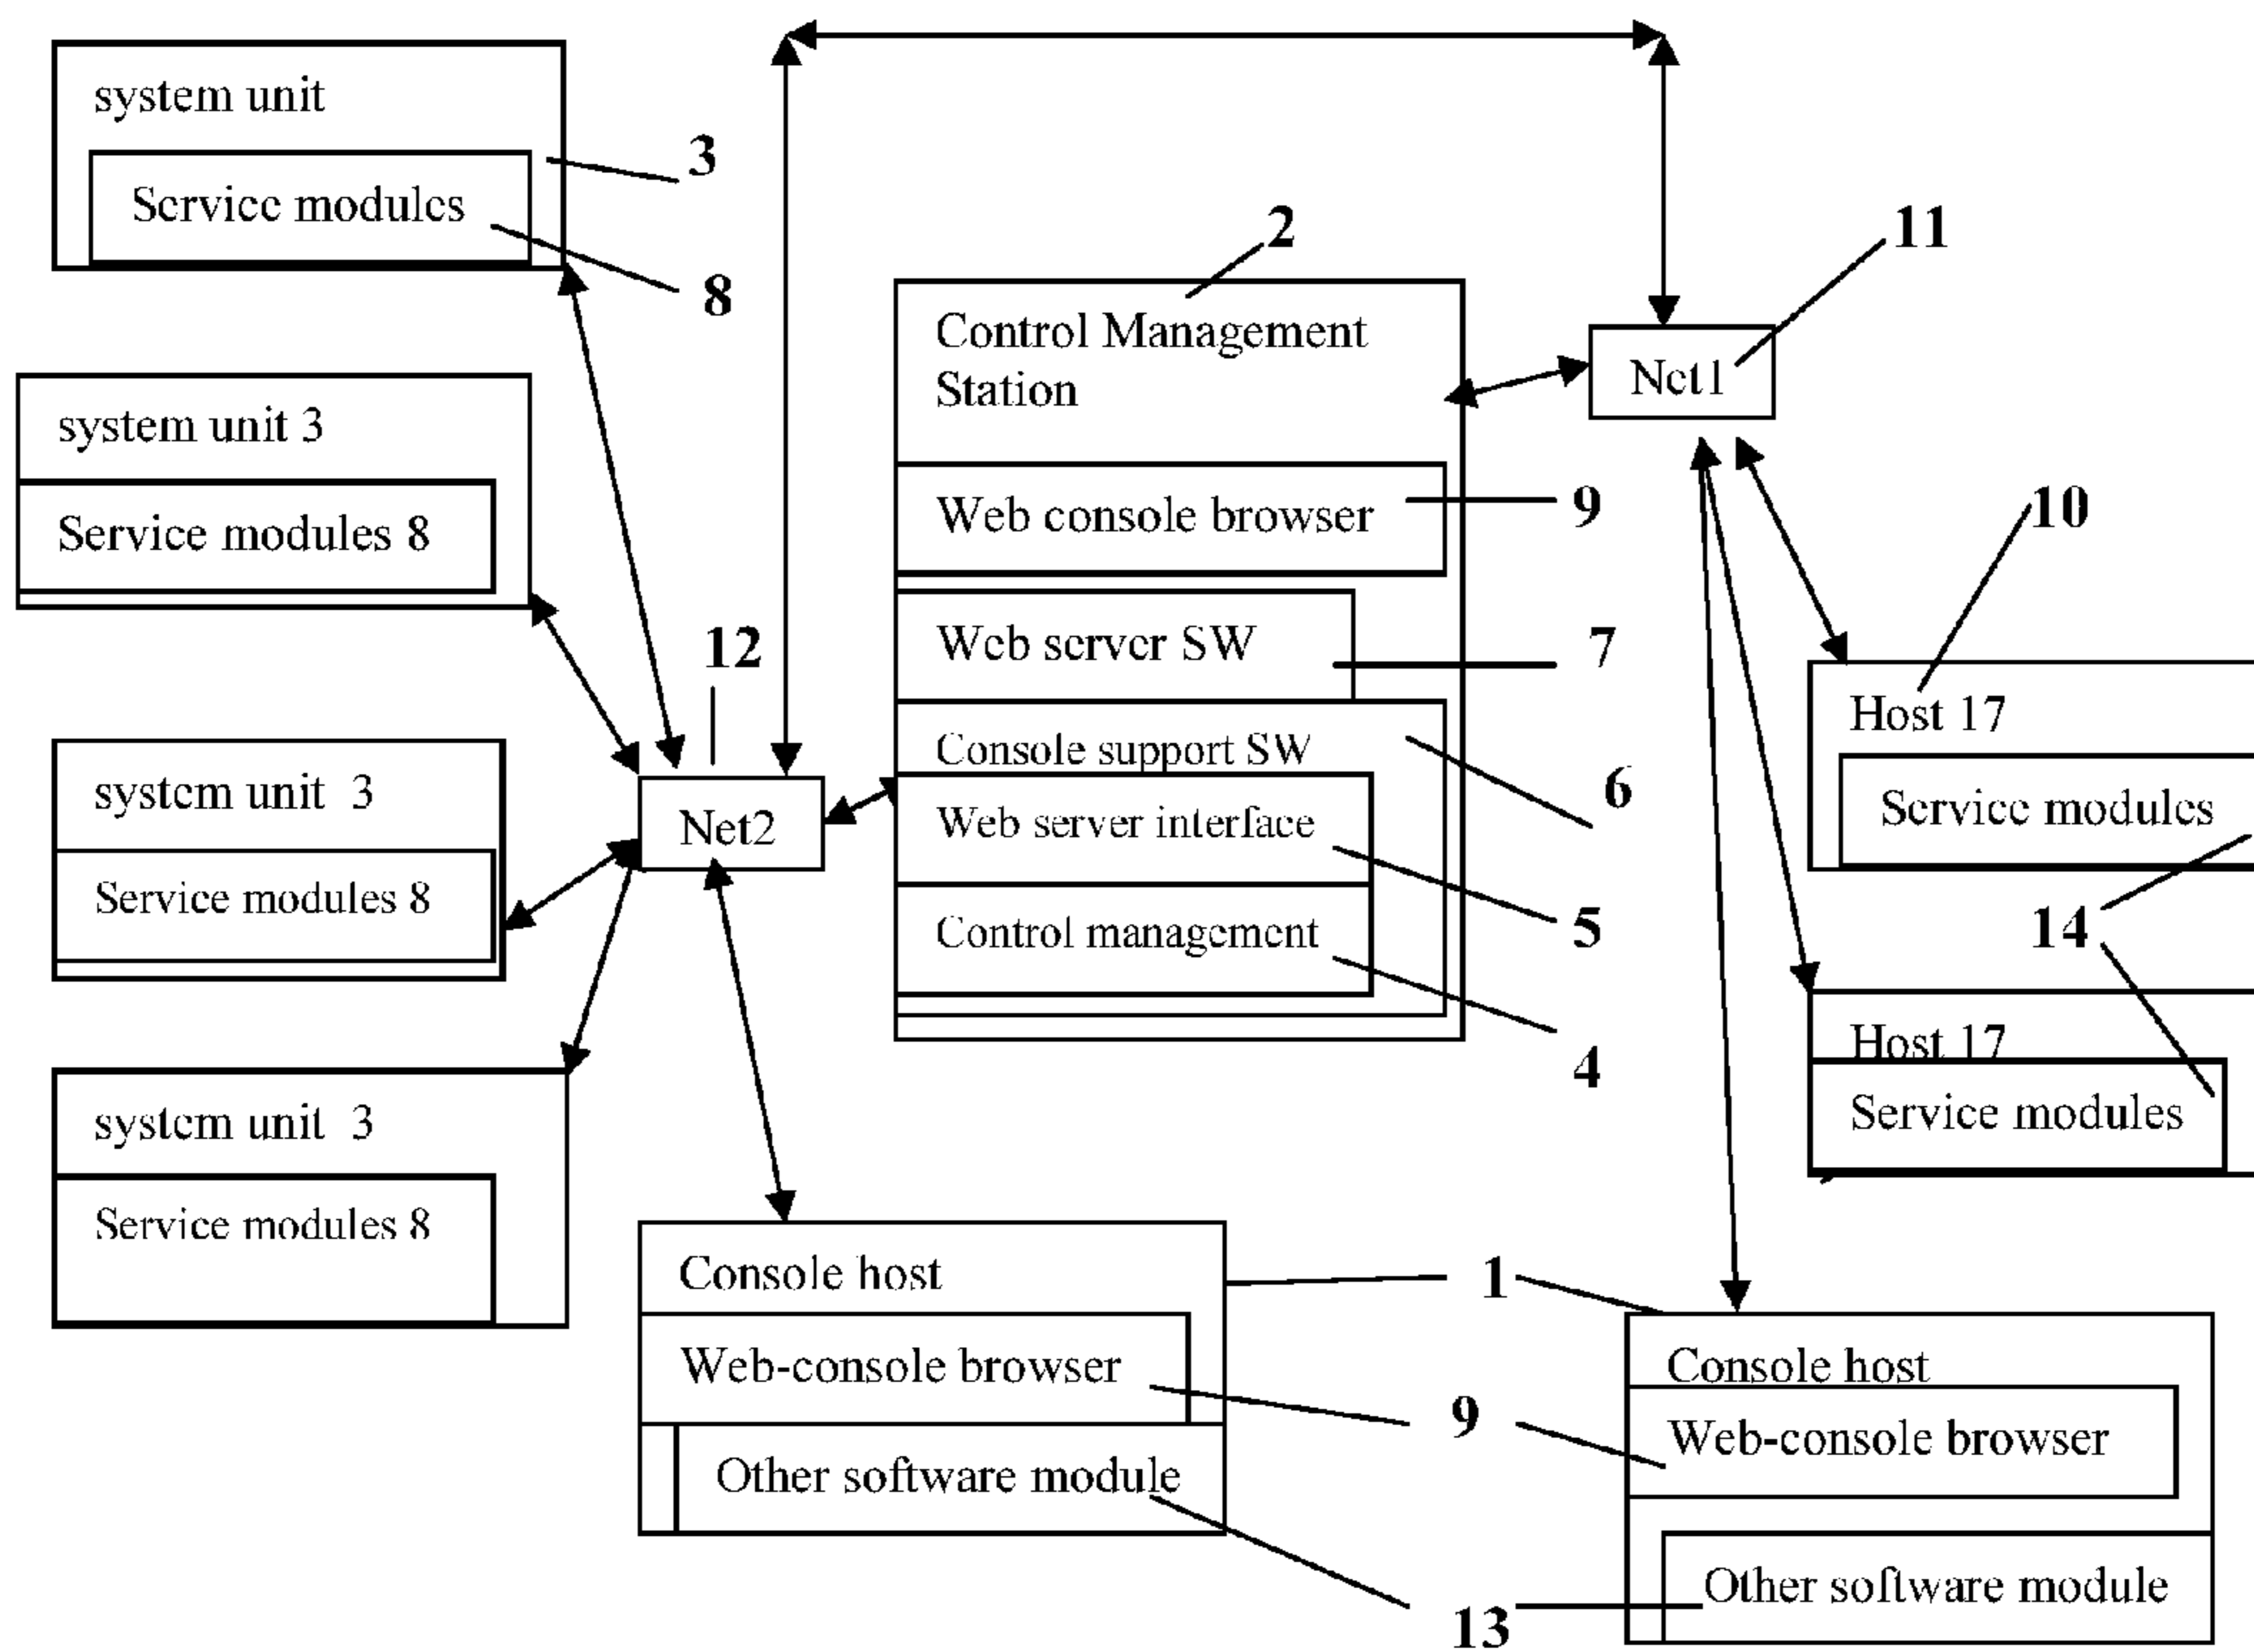 system unit
Service modules
3
8
system unit 3
Service modules 8
system unit 3
Service modules 8
system unit 3
Service modules 8
12
Net2
2
Control Management
Station
Web console browser
9
Web server SW
7
Console support SW
6
Web server interface
5
Control management
4
11
Net1
10
Host 17
Service modules
14
Host 17
Service modules
Console host
1
Web-console browser
9
Other software module
13
Console host
Web-console browser
Other software module